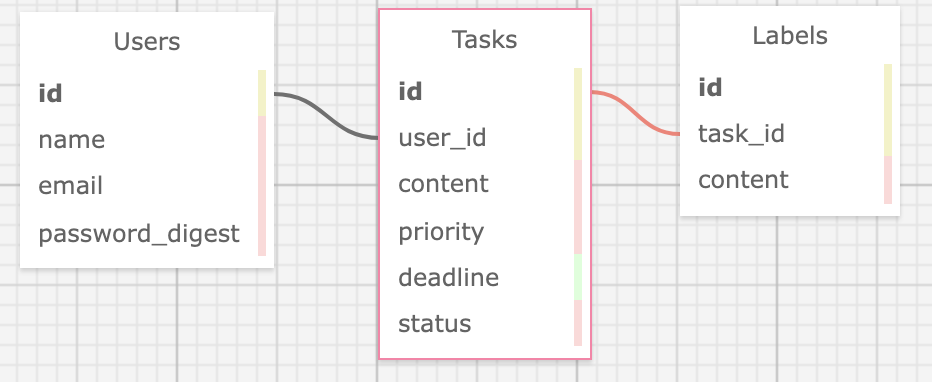 Users
id
name
email
password_digest
Tasks
id
user_id
content
priority
deadline
status
Labels
id
task_id
content